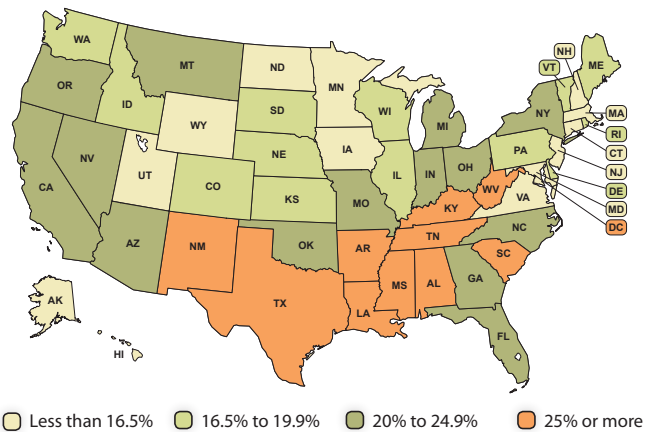 WA
OR
CA
NV
ID
MT
WY
UT
AZ
CO
NM
ND
SD
NE
KS
OK
TX
MN
IA
MO
AR
LA
WI
IL
MI
IN
OH
KY
TN
MS
AL
WV
VA
NC
SC
GA
FL
PA
NY
ME
NH
VT
MA
RI
CT
NJ
DE
MD
DC
AK
HI
Less than 16.5% 16.5% to 19.9% 20% to 24.9% 25% or more